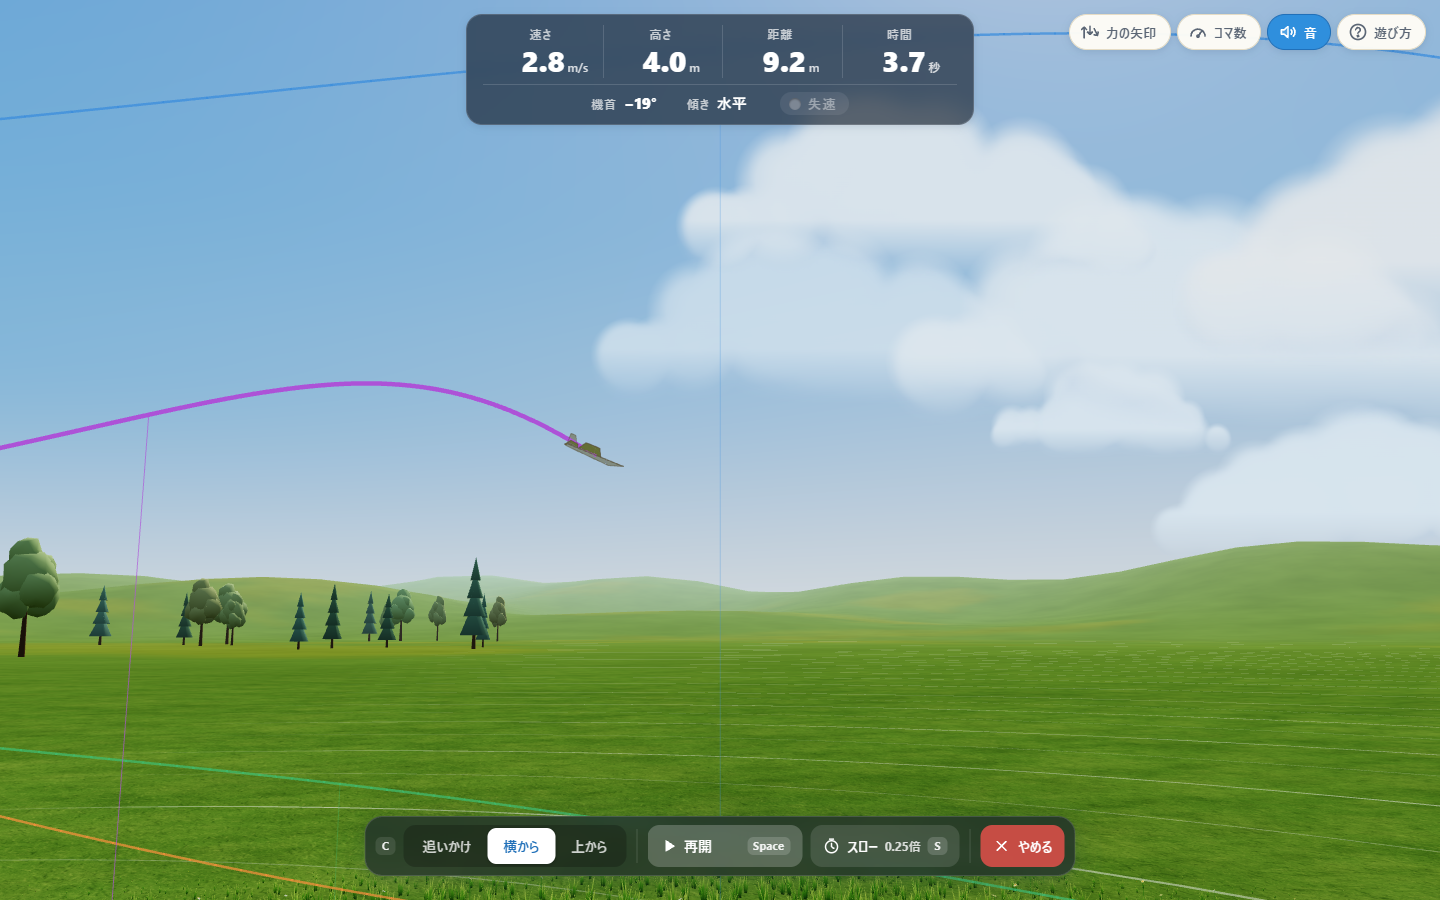 速さ 高さ 距離 時間
2.8 m/s 4.0 m 9.2 m 3.7 秒
機首 −19° 傾き 水平 失速
力の矢印 コマ数 音 遊び方
C 追いかけ 横から 上から 再開 Space スロー 0.25倍 S やめる